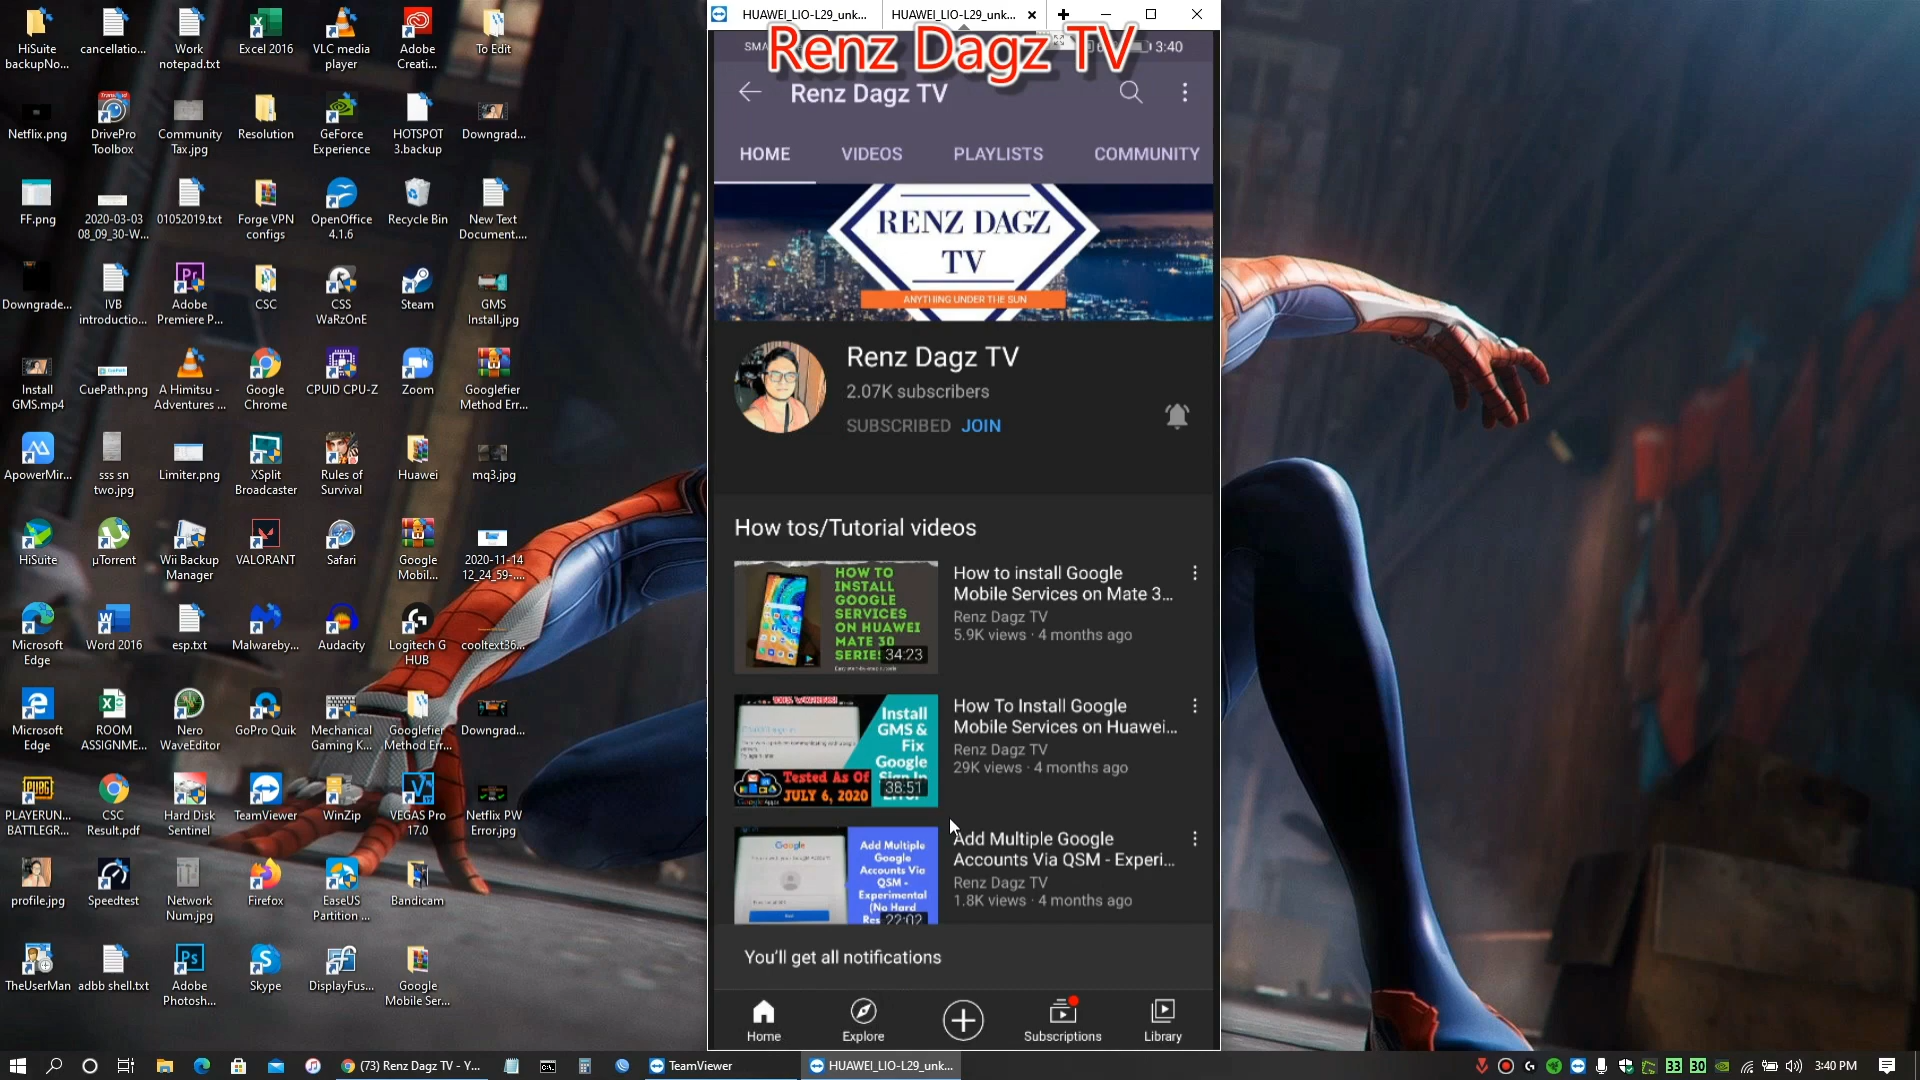 HiSuite
backupNo...
cancellatio...
Work
notepad.txt
Excel 2016
VLC media
player
Adobe
Creati...
To Edit
Netflix.png
DrivePro
Toolbox
Community
Tax.jpg
Resolution
GeForce
Experience
HOTSPOT
3.backup
Downgrad...
FF.png
2020-03-03
08_09_30-W...
01052019.txt
Forge VPN
configs
OpenOffice
4.1.6
Recycle Bin
New Text
Document....
Downgrade...
IVB
introductio...
Adobe
Premiere P...
CSC
CSS
WaRzOnE
Steam
GMS
Install.jpg
Install
GMS.mp4
CuePath.png
A Himitsu -
Adventures ...
Google
Chrome
CPUID CPU-Z
Zoom
Googlefier
Method Err...
ApowerMir...
sss sn
two.jpg
Limiter.png
XSplit
Broadcaster
Rules of
Survival
Huawei
mq3.jpg
HiSuite
µTorrent
Wii Backup
Manager
VALORANT
Safari
Google
Mobil...
2020-11-14
12_24_59-....
Microsoft
Edge
Word 2016
esp.txt
Malwareby...
Audacity
Logitech G
HUB
cooltext36...
Microsoft
Edge
ROOM
ASSIGNME...
Nero
WaveEditor
GoPro Quik
Mechanical
Gaming K...
Googlefier
Method Err...
Downgrad...
PLAYERUN...
BATTLEGR...
CSC
Result.pdf
Hard Disk
Sentinel
TeamViewer
WinZip
VEGAS Pro
17.0
Netflix PW
Error.jpg
profile.jpg
Speedtest
Network
Num.jpg
Firefox
EaseUS
Partition ...
Bandicam
TheUserMan
adbb shell.txt
Adobe
Photosh...
Skype
DisplayFus...
Google
Mobile Ser...
HUAWEI_LIO-L29_unk...
HUAWEI_LIO-L29_unk...
Renz Dagz TV
3:40
Renz Dagz TV
HOME
VIDEOS
PLAYLISTS
COMMUNITY
RENZ DAGZ
TV
ANYTHING UNDER THE SUN
Renz Dagz TV
2.07K subscribers
SUBSCRIBED JOIN
How tos/Tutorial videos
HOW TO
INSTALL
GOOGLE
SERVICES
ON HUAWEI
MATE 30
SERIES
34:23
How to install Google
Mobile Services on Mate 3...
Renz Dagz TV
5.9K views · 4 months ago
Install
GMS &
Fix
Google
Sign In
Error
Tested As Of
JULY 6, 2020
38:51
How To Install Google
Mobile Services on Huawei...
Renz Dagz TV
29K views · 4 months ago
Google
Add Multiple
Google
Accounts Via
QSM -
Experimental
(No Hard
22:02
Add Multiple Google
Accounts Via QSM - Experi...
Renz Dagz TV
1.8K views · 4 months ago
You'll get all notifications
Home
Explore
Subscriptions
Library
(73) Renz Dagz TV - Y...
TeamViewer
HUAWEI_LIO-L29_unk...
33
30
3:40 PM